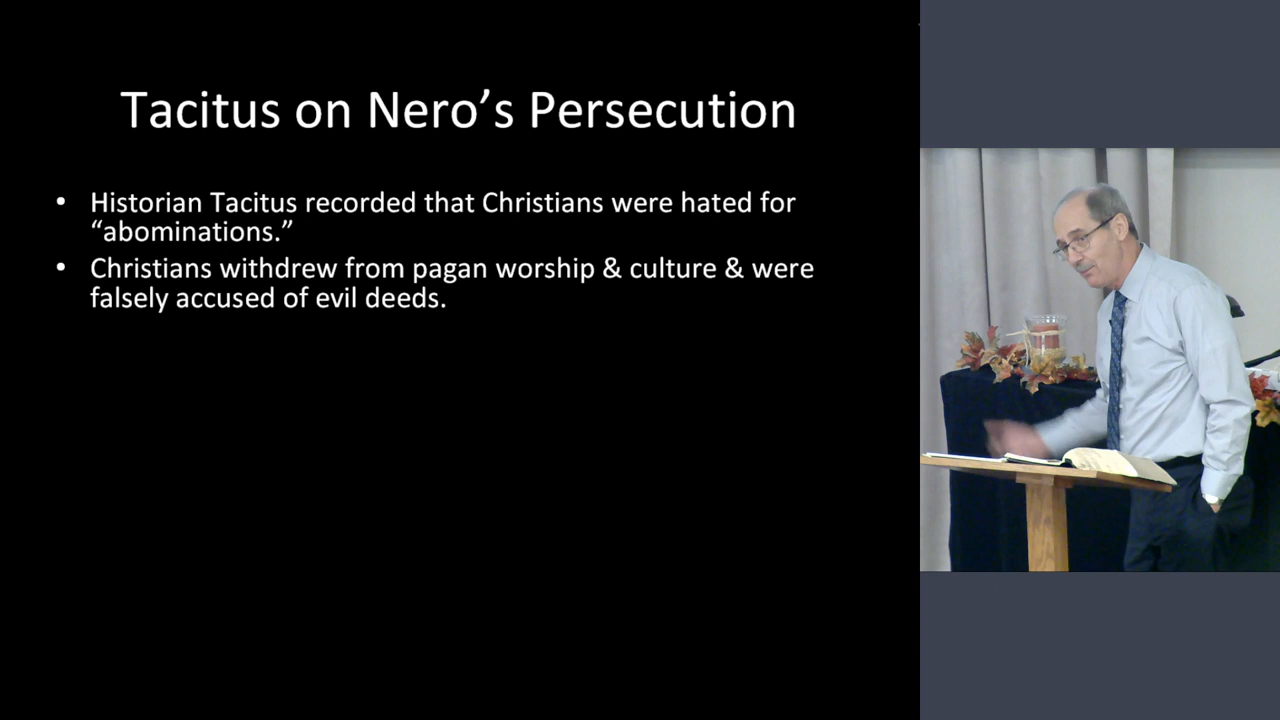 Tacitus on Nero’s Persecution
• Historian Tacitus recorded that Christians were hated for
“abominations.”
• Christians withdrew from pagan worship & culture & were
falsely accused of evil deeds.